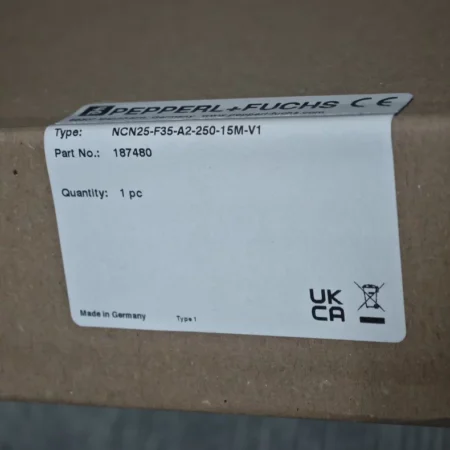 PEPPERL+FUCHS CE
Type: NCN25-F35-A2-250-15M-V1
Part No.: 187480
Quantity: 1 pc
UK
CA
Made in Germany Type 1